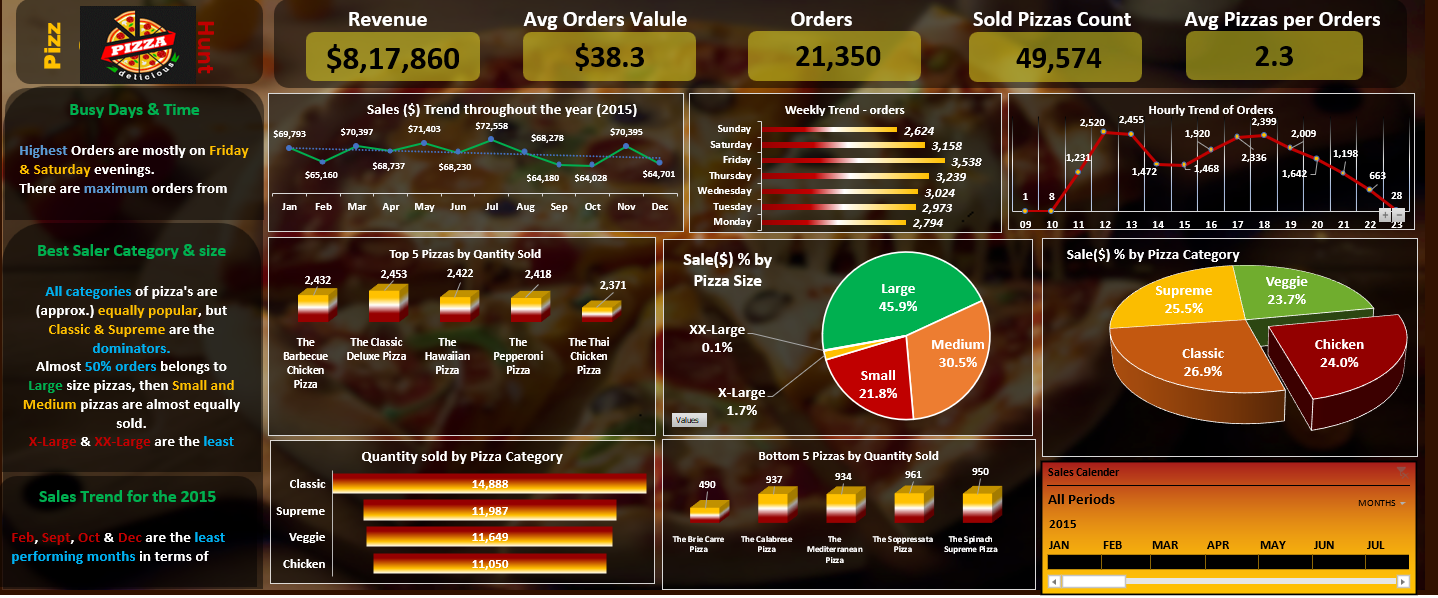 Pizz
Hunt
PIZZA
delicious
Revenue
$8,17,860
Avg Orders Valule
$38.3
Orders
21,350
Sold Pizzas Count
49,574
Avg Pizzas per Orders
2.3
Busy Days & Time
Highest Orders are mostly on Friday
& Saturday evenings.
There are maximum orders from
Best Saler Category & size
All categories of pizza's are
(approx.) equally popular, but
Classic & Supreme are the
dominators.
Almost 50% orders belongs to
Large size pizzas, then Small and
Medium pizzas are almost equally
sold.
X-Large & XX-Large are the least
Sales Trend for the 2015
Feb, Sept, Oct & Dec are the least
performing months in terms of
Sales ($) Trend throughout the year (2015)
$69,793
$65,160
$70,397
$68,737
$71,403
$68,230
$72,558
$68,278
$64,180
$64,028
$70,395
$64,701
Jan Feb Mar Apr May Jun Jul Aug Sep Oct Nov Dec
Weekly Trend - orders
Sunday 2,624
Saturday 3,158
Friday 3,538
Thursday 3,239
Wednesday 3,024
Tuesday 2,973
Monday 2,794
Hourly Trend of Orders
1
8
1,231
2,520
2,455
1,472
1,468
1,920
2,336
2,399
2,009
1,642
1,198
663
28
09 10 11 12 13 14 15 16 17 18 19 20 21 22 23
Top 5 Pizzas by Qantity Sold
2,432 2,453 2,422 2,418 2,371
The Barbecue Chicken Pizza
The Classic Deluxe Pizza
The Hawaiian Pizza
The Pepperoni Pizza
The Thai Chicken Pizza
Sale($) % by
Pizza Size
Large
45.9%
Medium
30.5%
Small
21.8%
XX-Large
0.1%
X-Large
1.7%
Values
Sale($) % by Pizza Category
Supreme
25.5%
Veggie
23.7%
Classic
26.9%
Chicken
24.0%
Quantity sold by Pizza Category
Classic 14,888
Supreme 11,987
Veggie 11,649
Chicken 11,050
Bottom 5 Pizzas by Quantity Sold
490 937 934 961 950
The Brie Carre Pizza
The Calabrese Pizza
The Mediterranean Pizza
The Soppressata Pizza
The Spinach Supreme Pizza
Sales Calender
All Periods
MONTHS
2015
JAN FEB MAR APR MAY JUN JUL